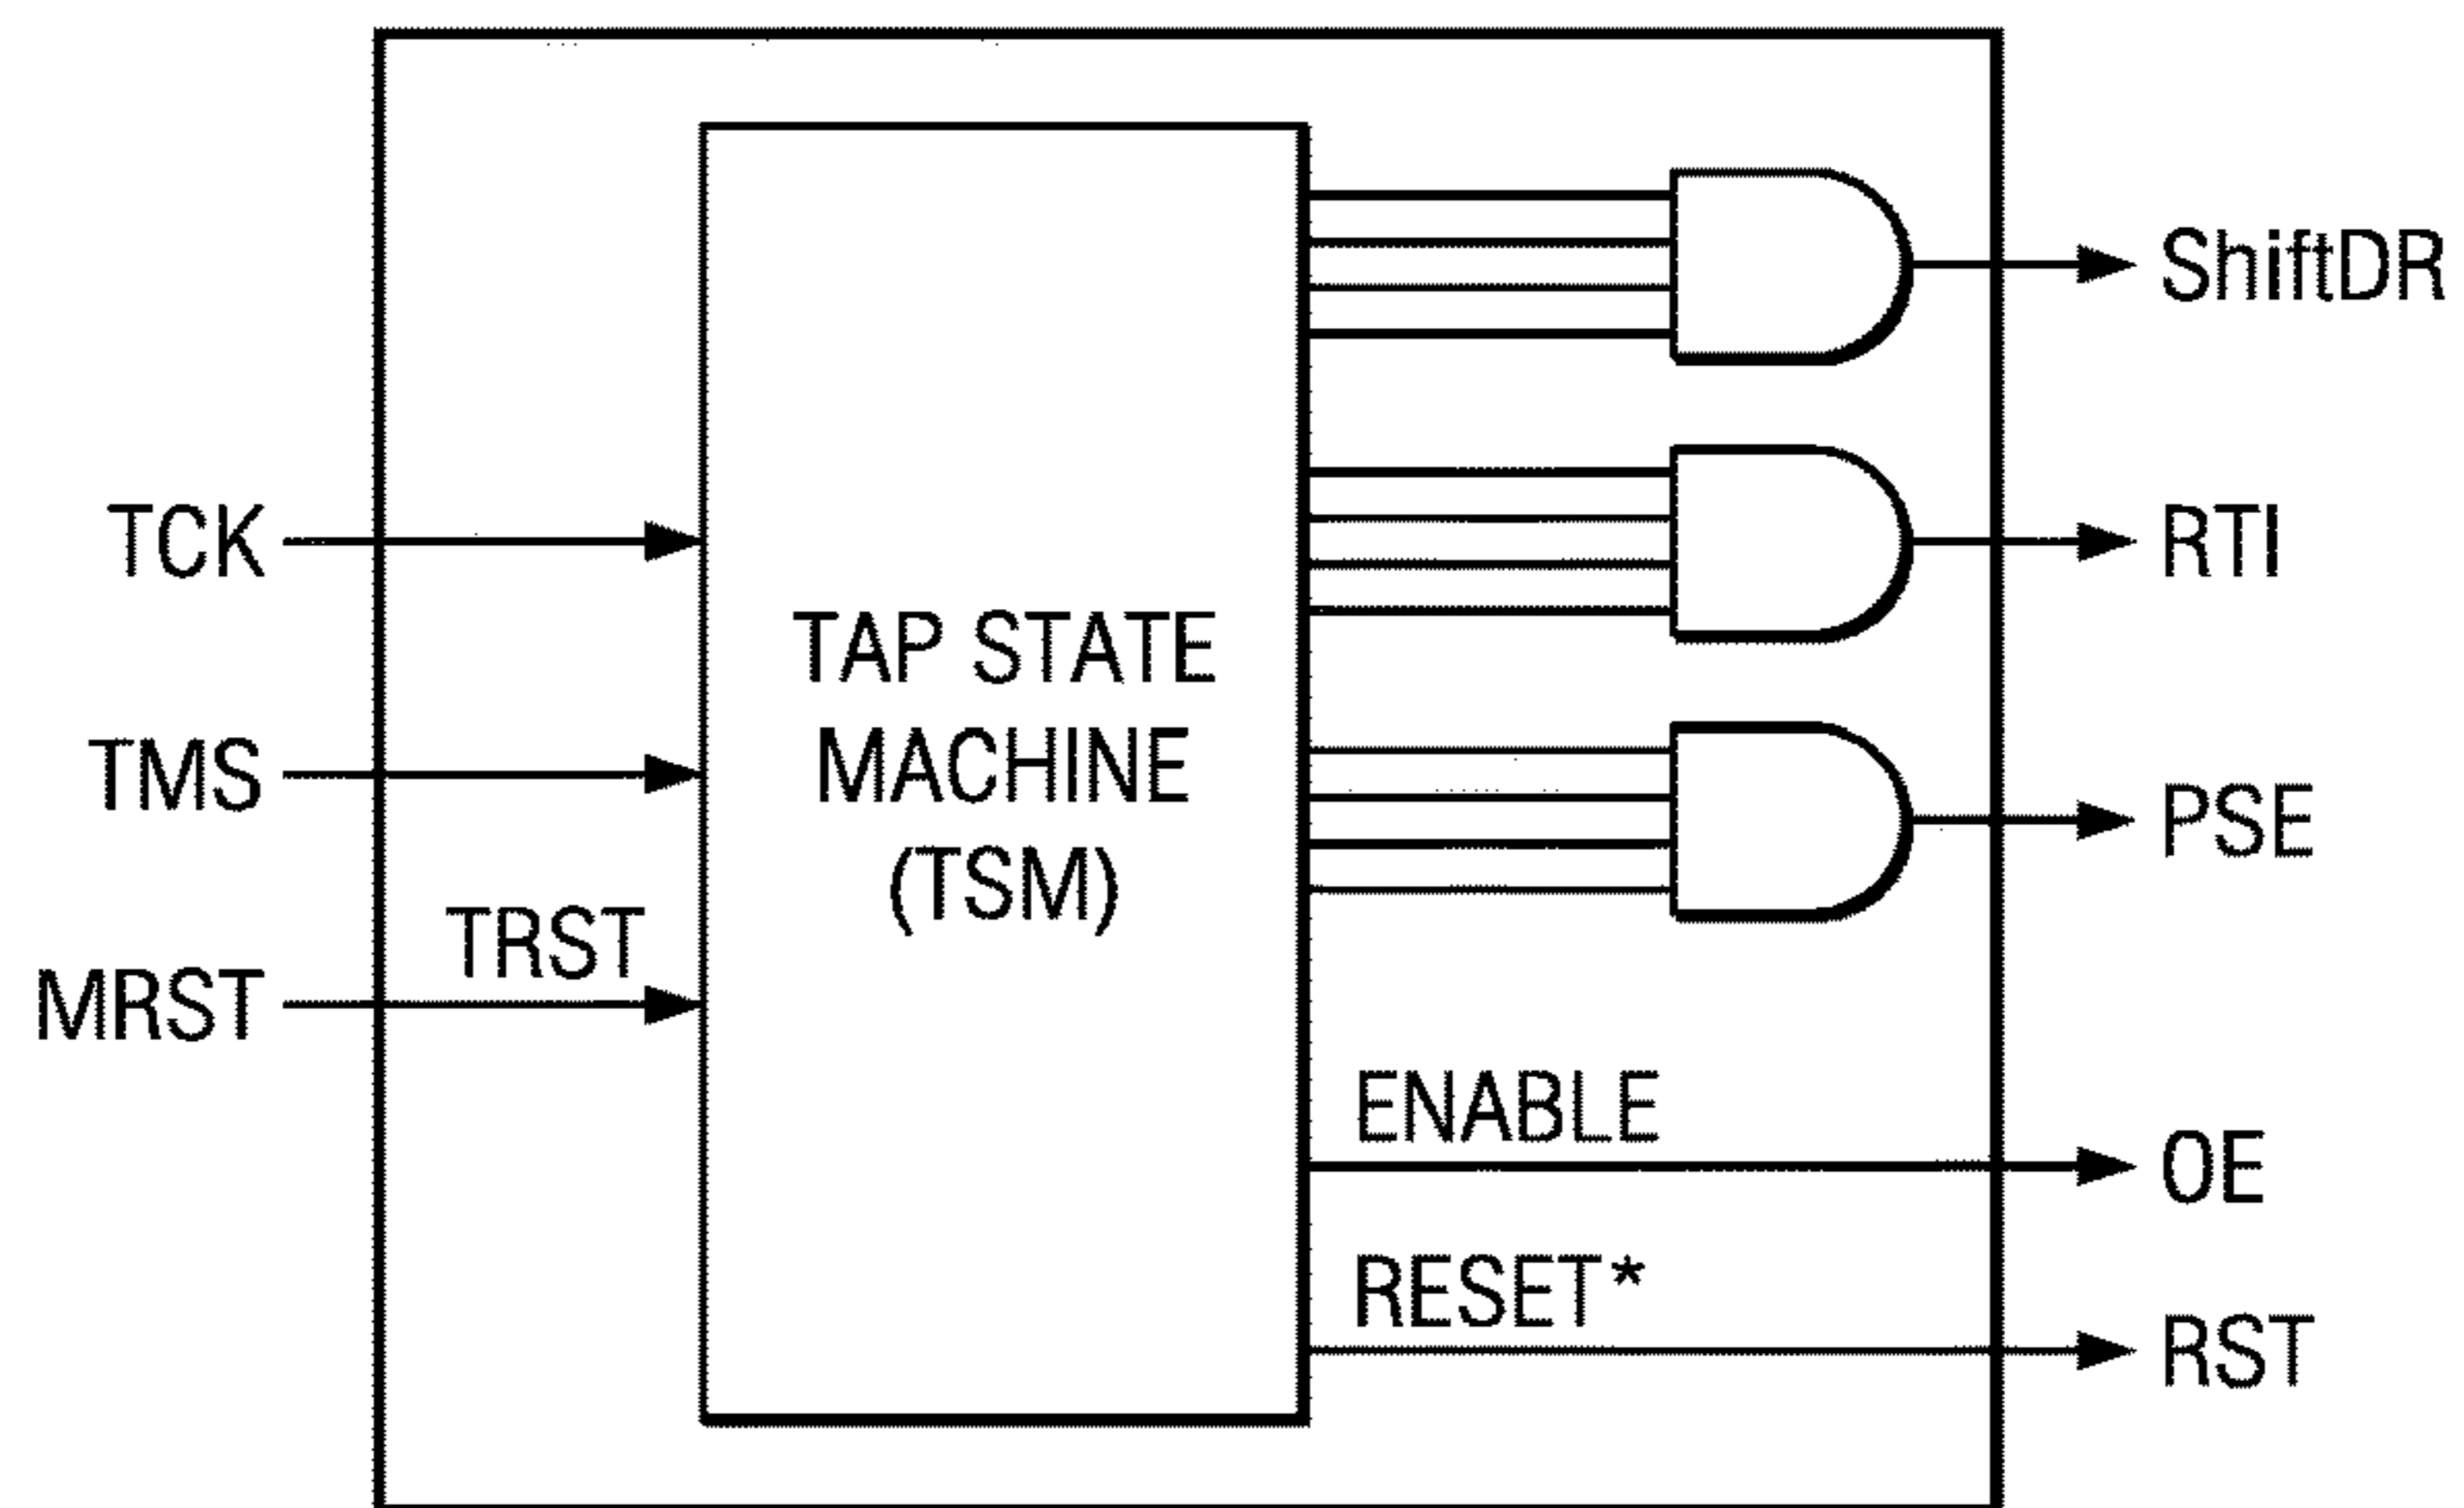 ShiftDR
TCK
RTI
TAP STATE
MACHINE
(TSM)
TMS
PSE
TRST
MRST
ENABLE
OE
RESET*
RST